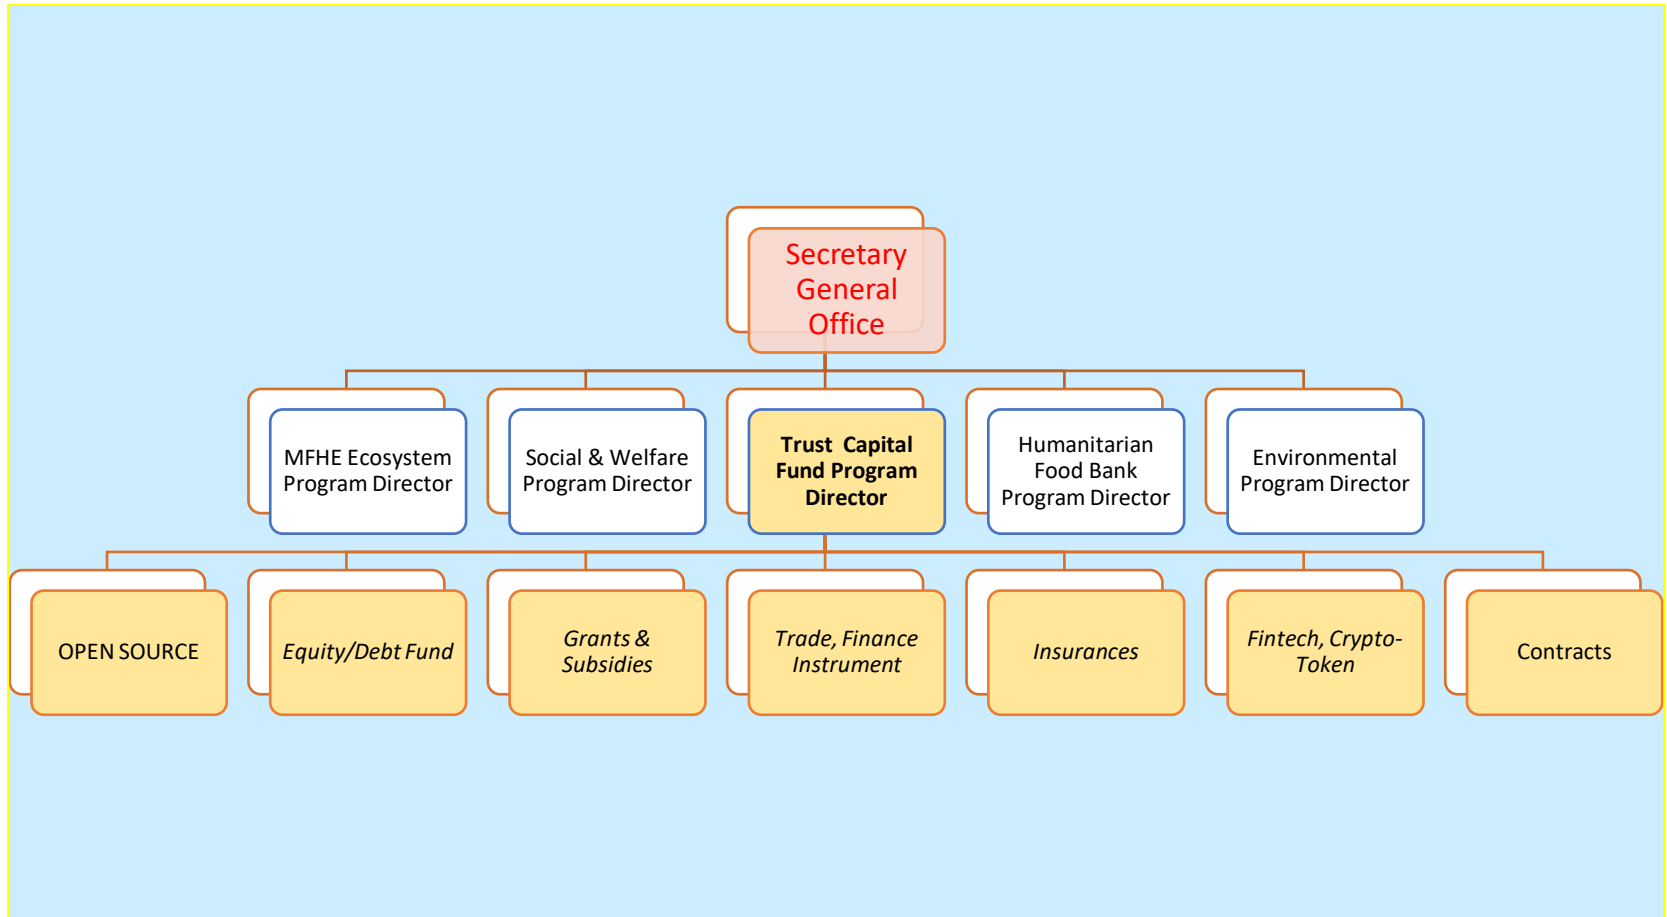 Secretary
General
Office
MFHE Ecosystem
Program Director
Social & Welfare
Program Director
Trust Capital
Fund Program
Director
Humanitarian
Food Bank
Program Director
Environmental
Program Director
OPEN SOURCE
Equity/Debt Fund
Grants &
Subsidies
Trade, Finance
Instrument
Insurances
Fintech, Crypto-
Token
Contracts